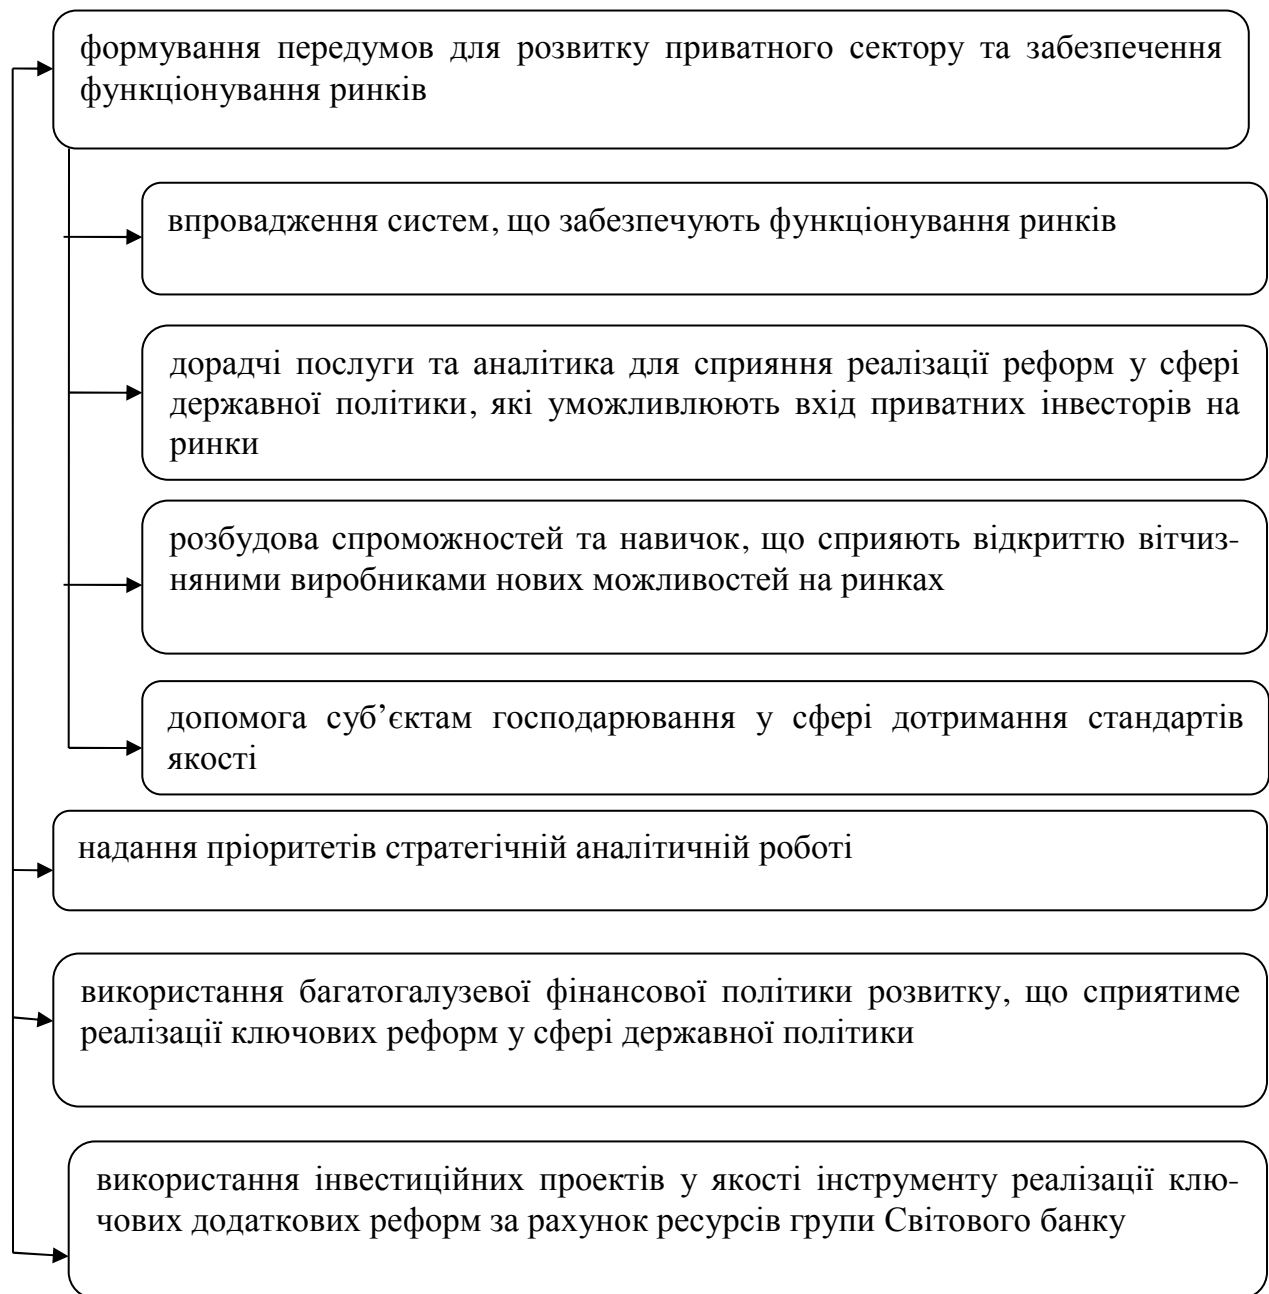 формування передумов для розвитку приватного сектору та забезпечення
функціонування ринків
впровадження систем, що забезпечують функціонування ринків
дорадчі послуги та аналітика для сприяння реалізації реформ у сфері
державної політики, які уможливлюють вхід приватних інвесторів на
ринки
розбудова спроможностей та навичок, що сприяють відкриттю вітчиз-
няними виробниками нових можливостей на ринках
допомога суб’єктам господарювання у сфері дотримання стандартів
якості
надання пріоритетів стратегічній аналітичній роботі
використання багатогалузевої фінансової політики розвитку, що сприятиме
реалізації ключових реформ у сфері державної політики
використання інвестиційних проектів у якості інструменту реалізації клю-
чових додаткових реформ за рахунок ресурсів групи Світового банку